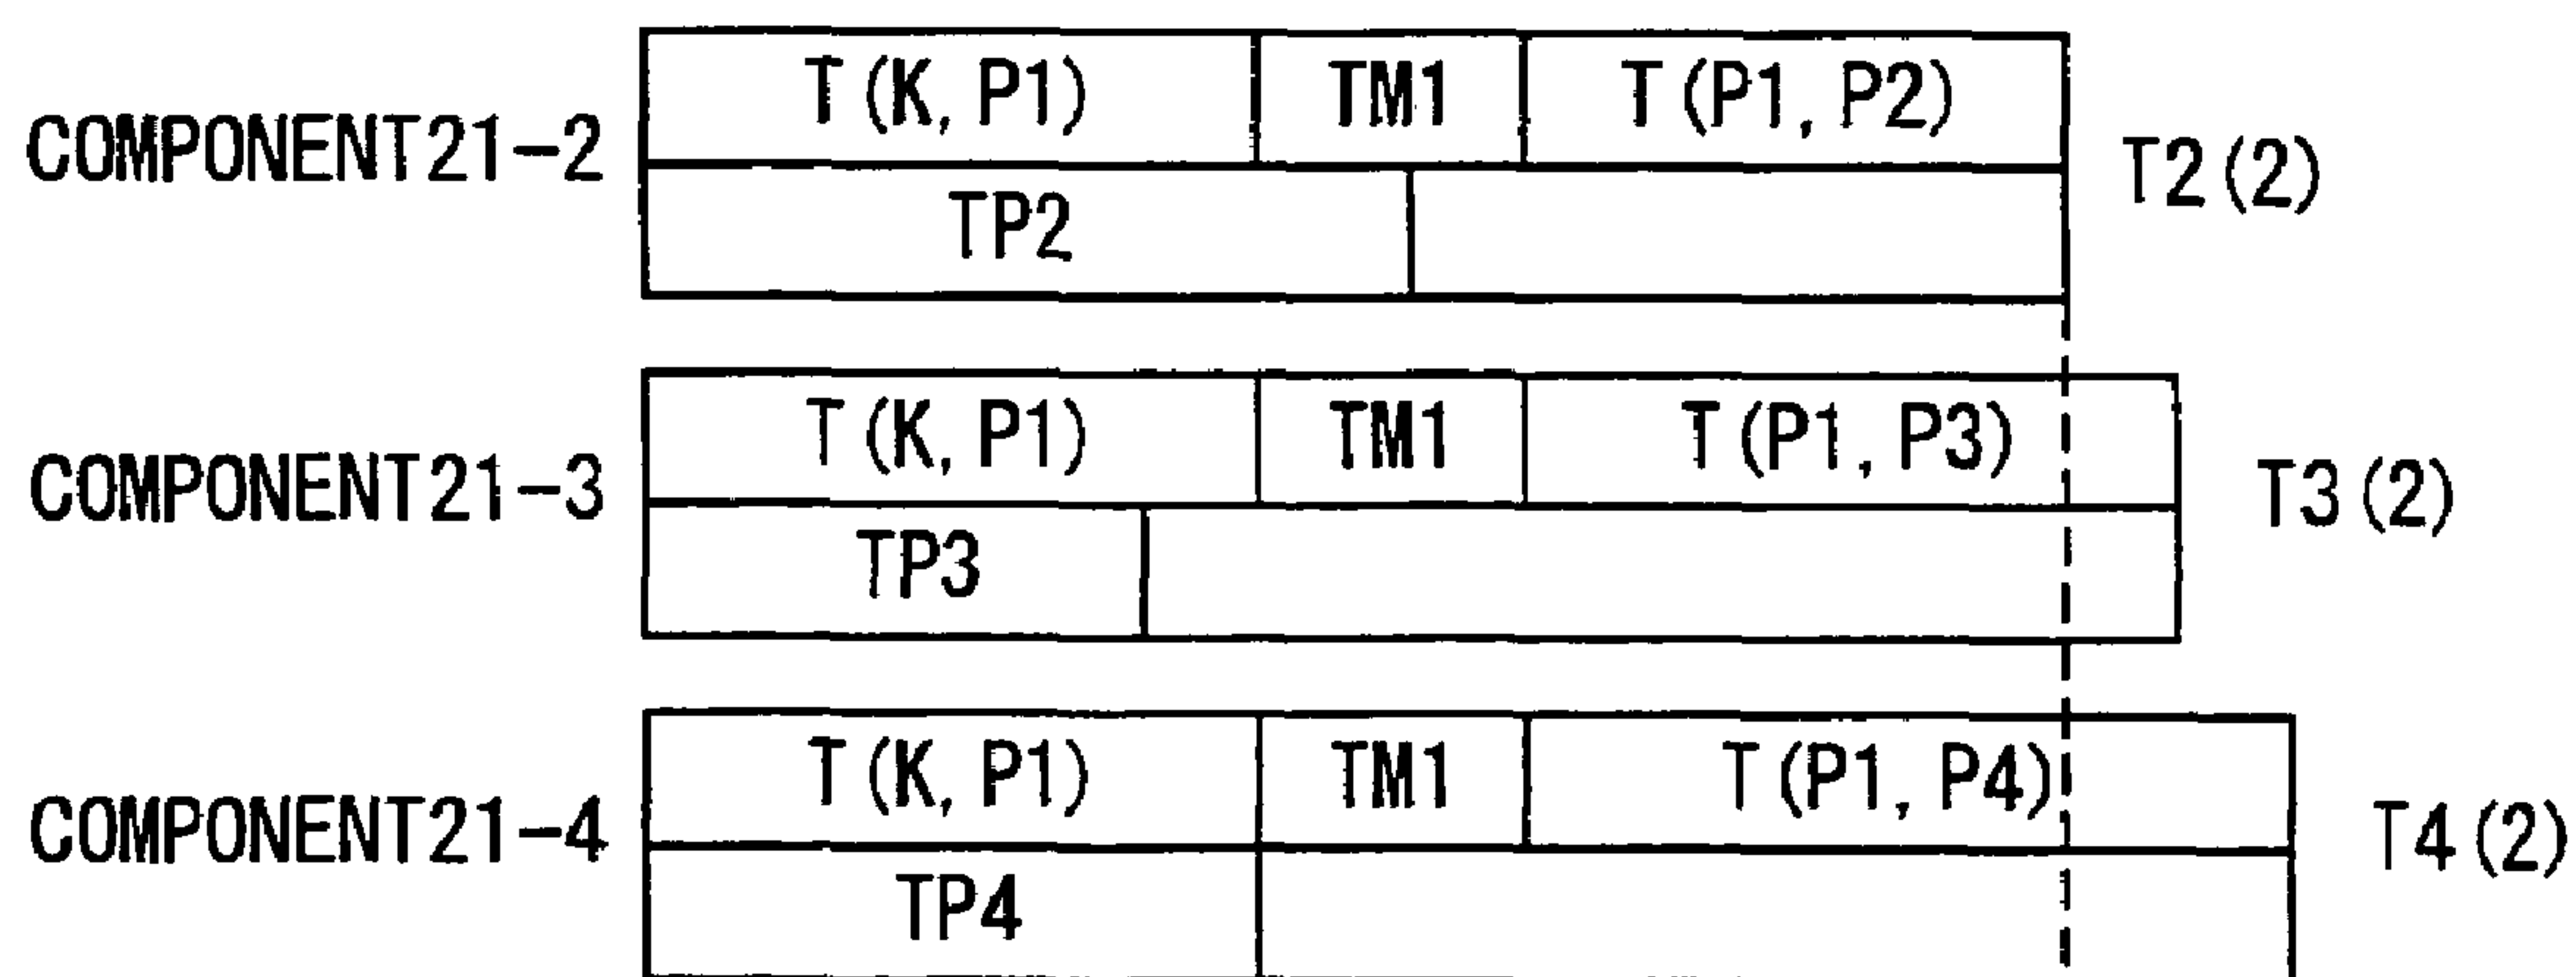 T (K, P1) TM1 T (P1, P2)
COMPONENT21-2 T2 (2)
TP2
T (K, P1) TM1 T (P1, P3)
COMPONENT21-3 T3 (2)
TP3
T (K, P1) TM1 T (P1, P4)
COMPONENT21-4 T4 (2)
TP4